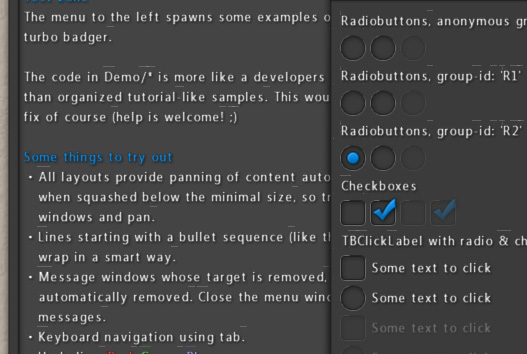 The menu to the left spawns some examples o
turbo badger.
The code in Demo/* is more like a developers
than organized tutorial-like samples. This wou
fix of course (help is welcome! ;)
Some things to try out
• All layouts provide panning of content auto
when squashed below the minimal size, so tr
windows and pan.
• Lines starting with a bullet sequence (like th
wrap in a smart way.
• Message windows whose target is removed,
automatically removed. Close the menu wind
messages.
• Keyboard navigation using tab.
Radiobuttons, anonymous gr
Radiobuttons, group-id: 'R1'
Radiobuttons, group-id: 'R2'
Checkboxes
TBClickLabel with radio & ch
Some text to click
Some text to click
Some text to click